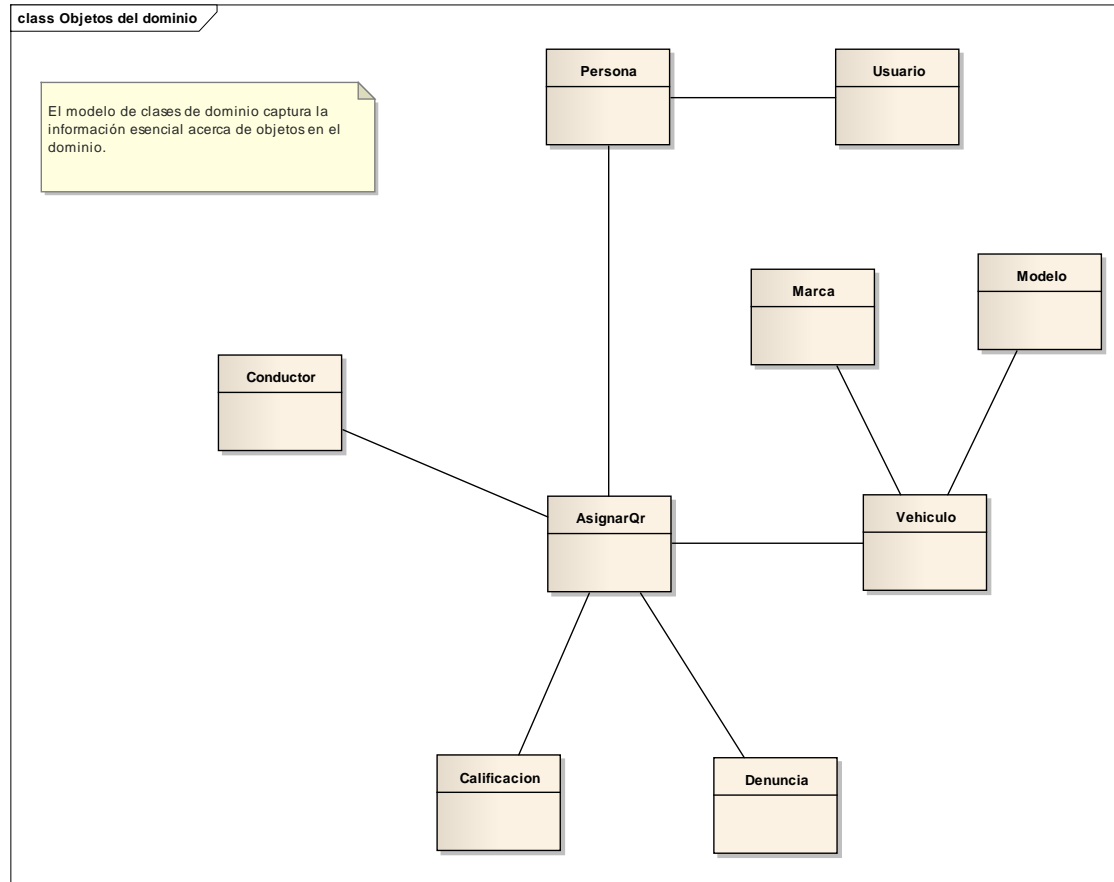 class Objetos del dominio
El modelo de clases de dominio captura la
información esencial acerca de objetos en el
dominio.
Persona
Usuario
Marca
Modelo
Conductor
AsignarQr
Vehiculo
Calificacion
Denuncia